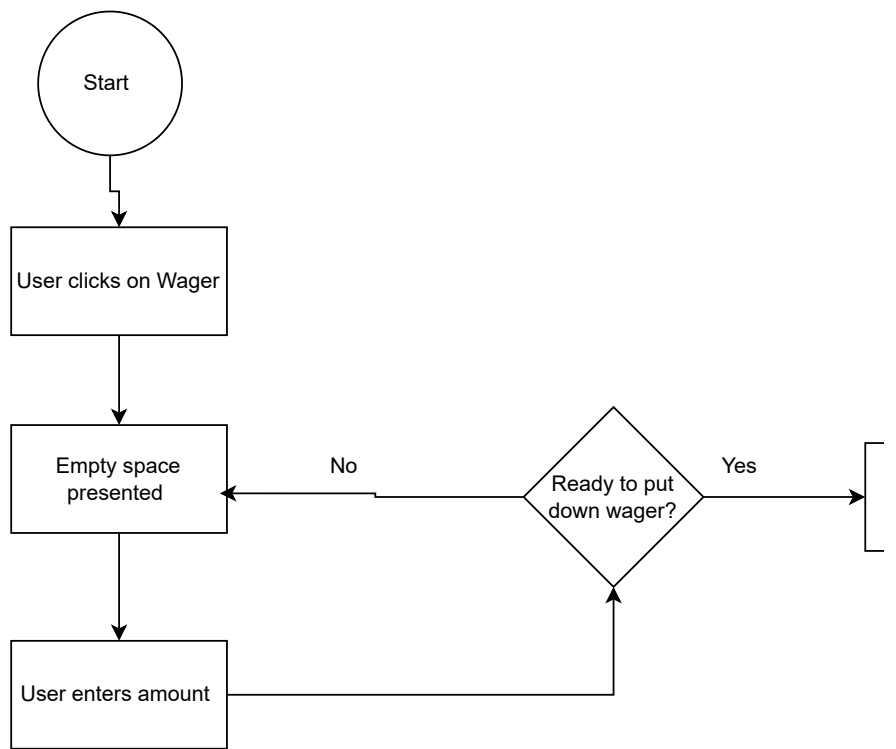 Start
User clicks on Wager
Empty space
presented
No
Ready to put
down wager?
Yes
User enters amount